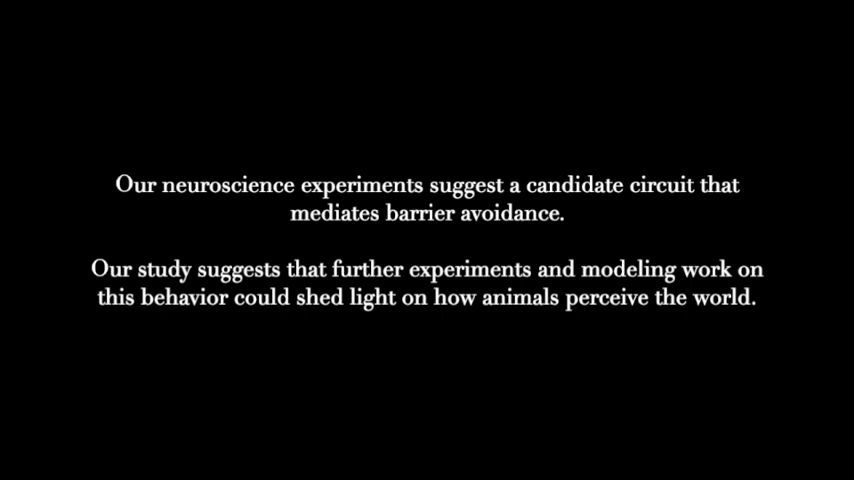 Our neuroscience experiments suggest a candidate circuit that
mediates barrier avoidance.
Our study suggests that further experiments and modeling work on
this behavior could shed light on how animals perceive the world.